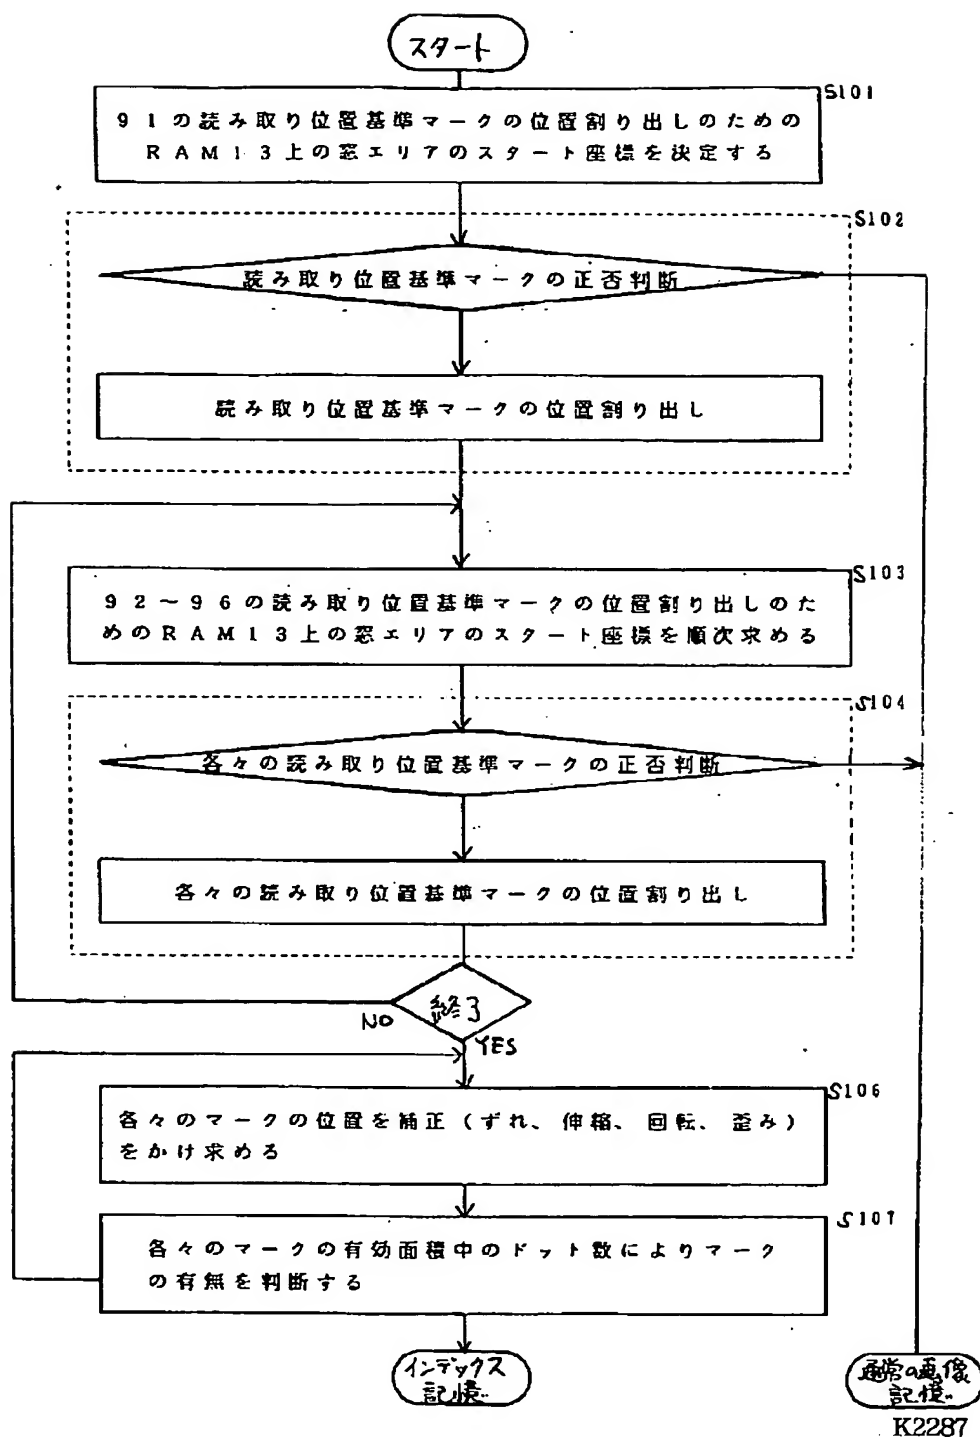 スタート
S101
91の読み取り位置基準マークの位置割り出しのための
RAM13上の窓エリアのスタート座標を決定する
S102
読み取り位置基準マークの正否判断
読み取り位置基準マークの位置割り出し
S103
92～96の読み取り位置基準マークの位置割り出しのた
めのRAM13上の窓エリアのスタート座標を順次求める
S104
各々の読み取り位置基準マークの正否判断
各々の読み取り位置基準マークの位置割り出し
終了
NO
YES
S106
各々のマークの位置を補正（ずれ、伸縮、回転、歪み）
をかけ求める
S107
各々のマークの有効面積中のドット数によりマーク
の有無を判断する
インデックス
記憶
通常の画像
記憶
K2287